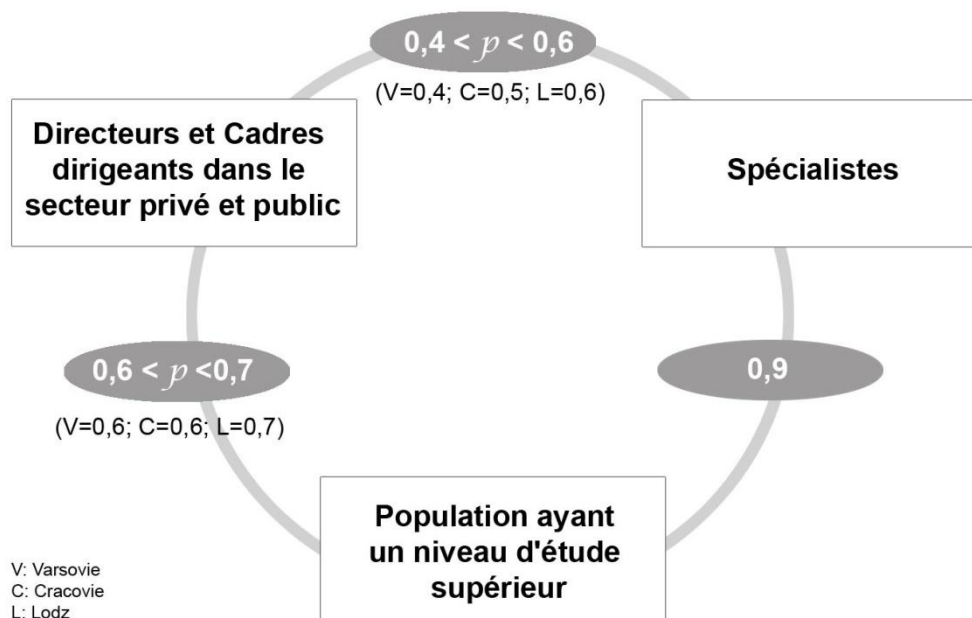 0,4 < p < 0,6
(V=0,4; C=0,5; L=0,6)
Directeurs et Cadres
dirigeants dans le
secteur privé et public
Spécialistes
0,6 < p <0,7
(V=0,6; C=0,6; L=0,7)
0,9
Population ayant
un niveau d'étude
supérieur
V: Varsovie
C: Cracovie
L: Lodz